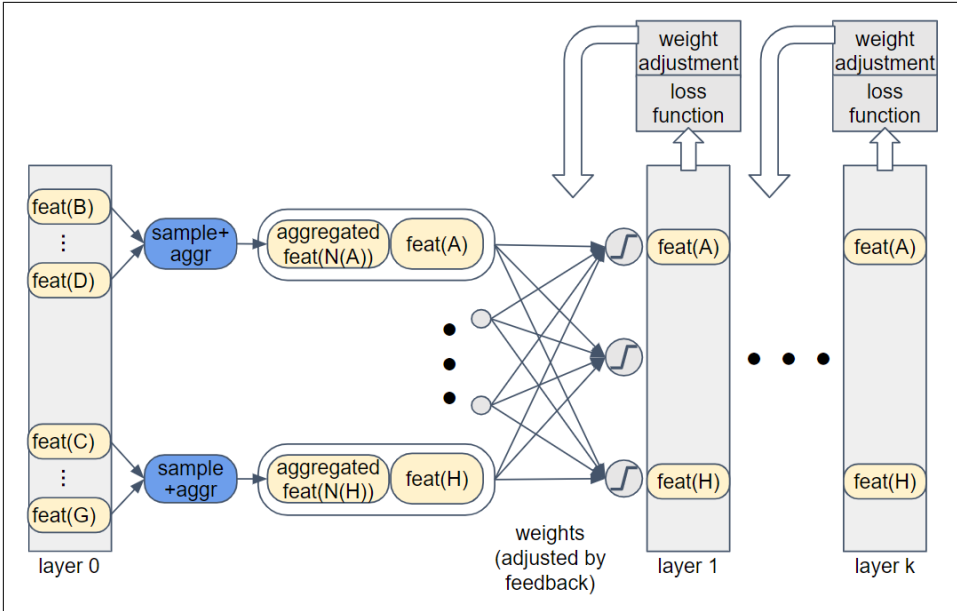 weight
adjustment
loss
function
weight
adjustment
loss
function
feat(B)
feat(D)
sample+
aggr
aggregated
feat(N(A))
feat(A)
feat(A)
feat(A)
feat(C)
feat(G)
sample
+aggr
aggregated
feat(N(H))
feat(H)
feat(H)
feat(H)
weights
(adjusted by
feedback)
layer 0
layer 1
layer k